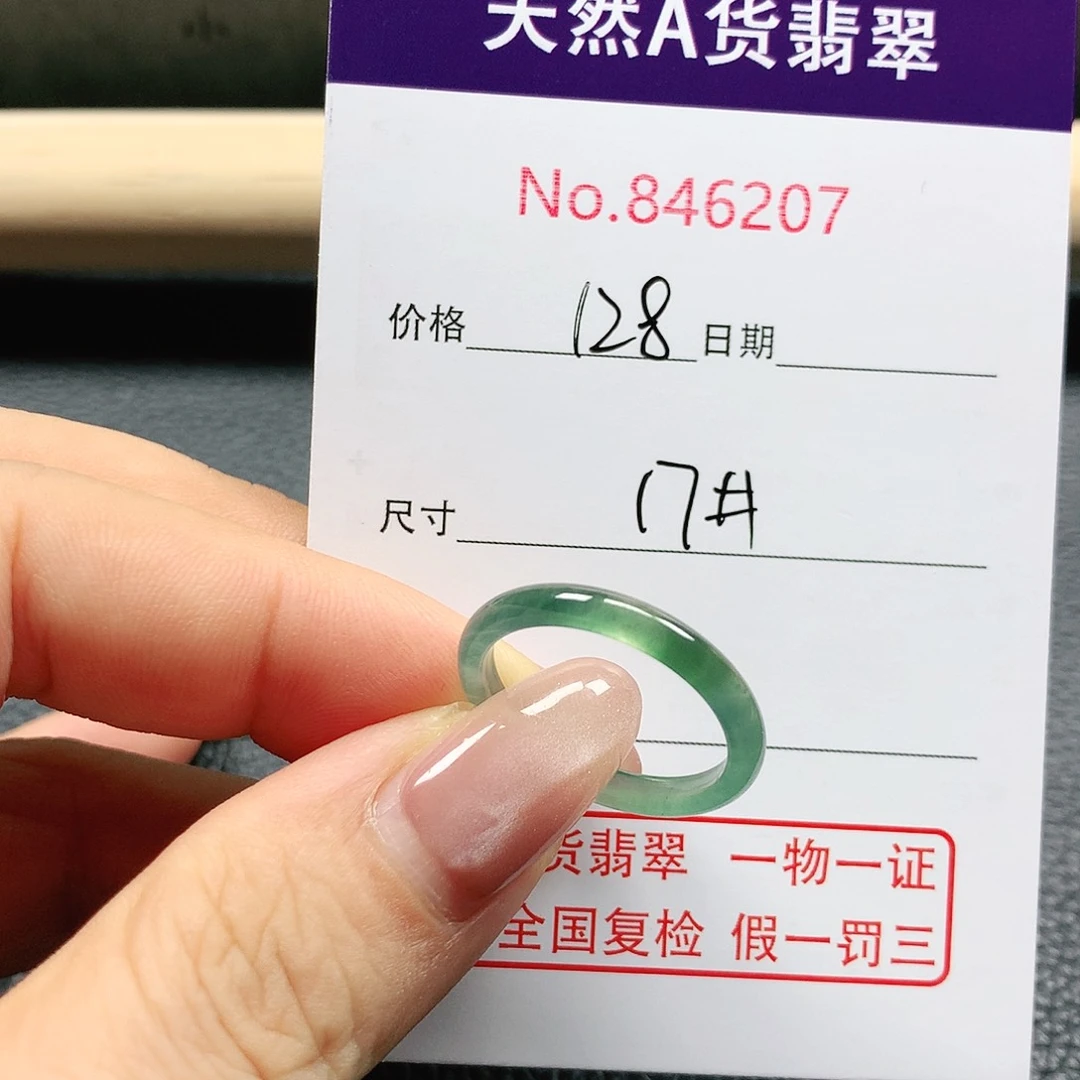 天然A货翡翠
No.846207
价格 128 日期
尺寸 17#
货翡翠 一物一证
全国复检 假一罚三